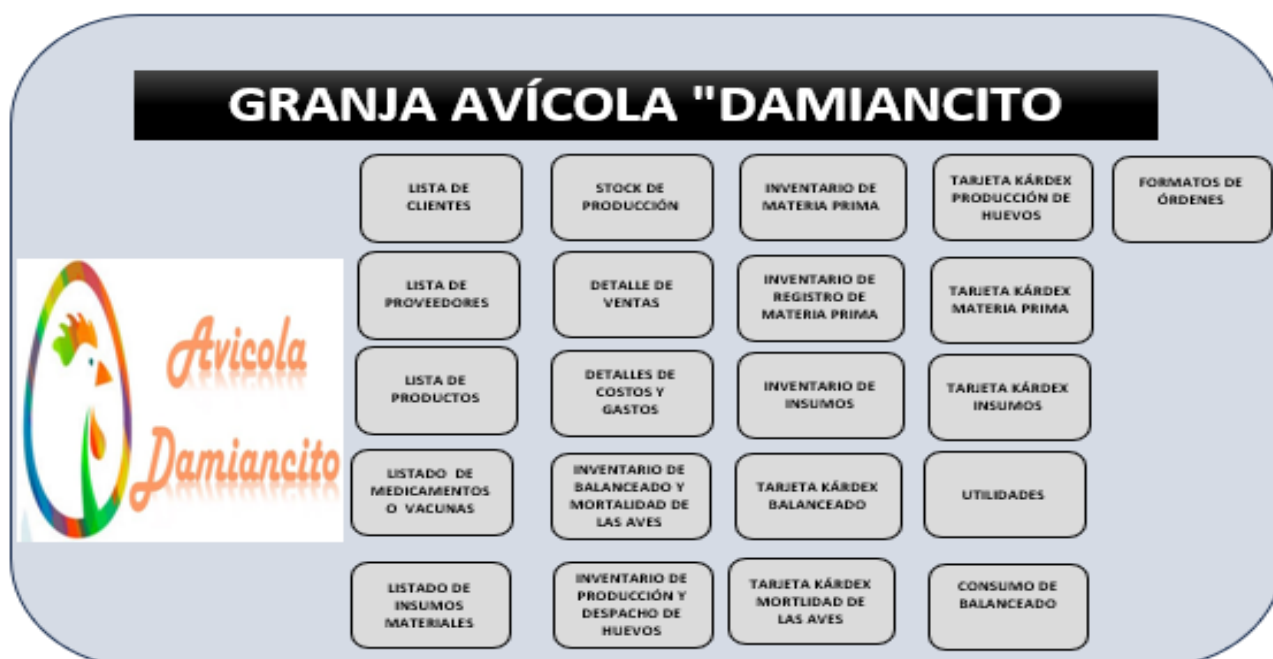 GRANJA AVÍCOLA "DAMIANCITO
Avicola
Damiancito
LISTA DE
CLIENTES
STOCK DE
PRODUCCIÓN
INVENTARIO DE
MATERIA PRIMA
TARJETA KÁRDEX
PRODUCCIÓN DE
HUEVOS
FORMATOS DE
ÓRDENES
LISTA DE
PROVEEDORES
DETALLE DE
VENTAS
INVENTARIO DE
REGISTRO DE
MATERIA PRIMA
TARJETA KÁRDEX
MATERIA PRIMA
LISTA DE
PRODUCTOS
DETALLES DE
COSTOS Y
GASTOS
INVENTARIO DE
INSUMOS
TARJETA KÁRDEX
INSUMOS
LISTADO DE
MEDICAMENTOS
O VACUNAS
INVENTARIO DE
BALANCEADO Y
MORTALIDAD DE
LAS AVES
TARJETA KÁRDEX
BALANCEADO
UTILIDADES
LISTADO DE
INSUMOS
MATERIALES
INVENTARIO DE
PRODUCCIÓN Y
DESPACHO DE
HUEVOS
TARJETA KÁRDEX
MORTLIDAD DE
LAS AVES
CONSUMO DE
BALANCEADO